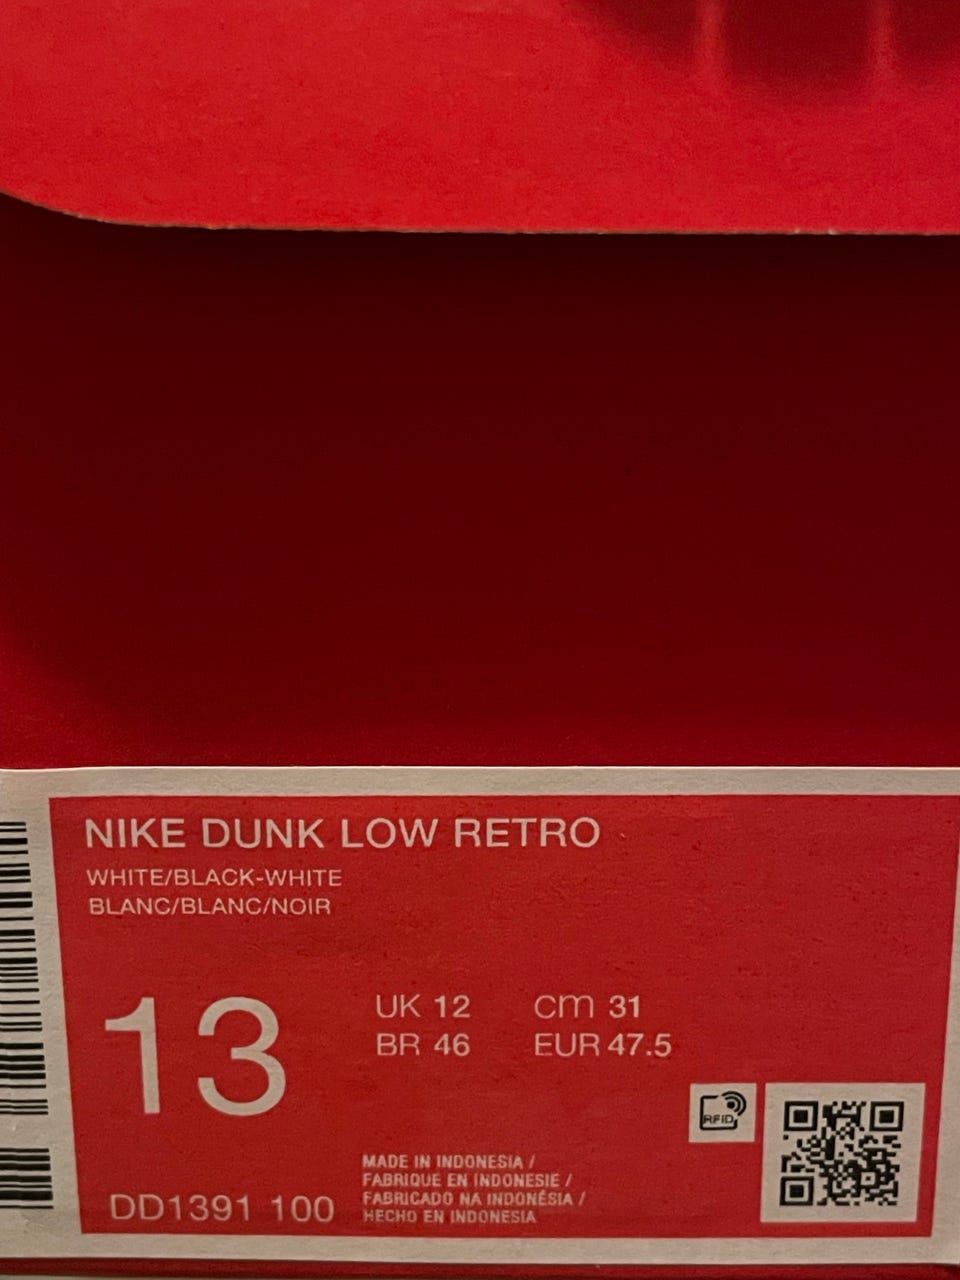 NIKE DUNK LOW RETRO
WHITE/BLACK-WHITE
BLANC/BLANC/NOIR
13
UK 12
cm 31
BR 46
EUR 47.5
RFID
MADE IN INDONESIA /
FABRIQUE EN INDONESIE /
FABRICADO NA INDONÉSIA /
HECHO EN INDONESIA
DD1391 100